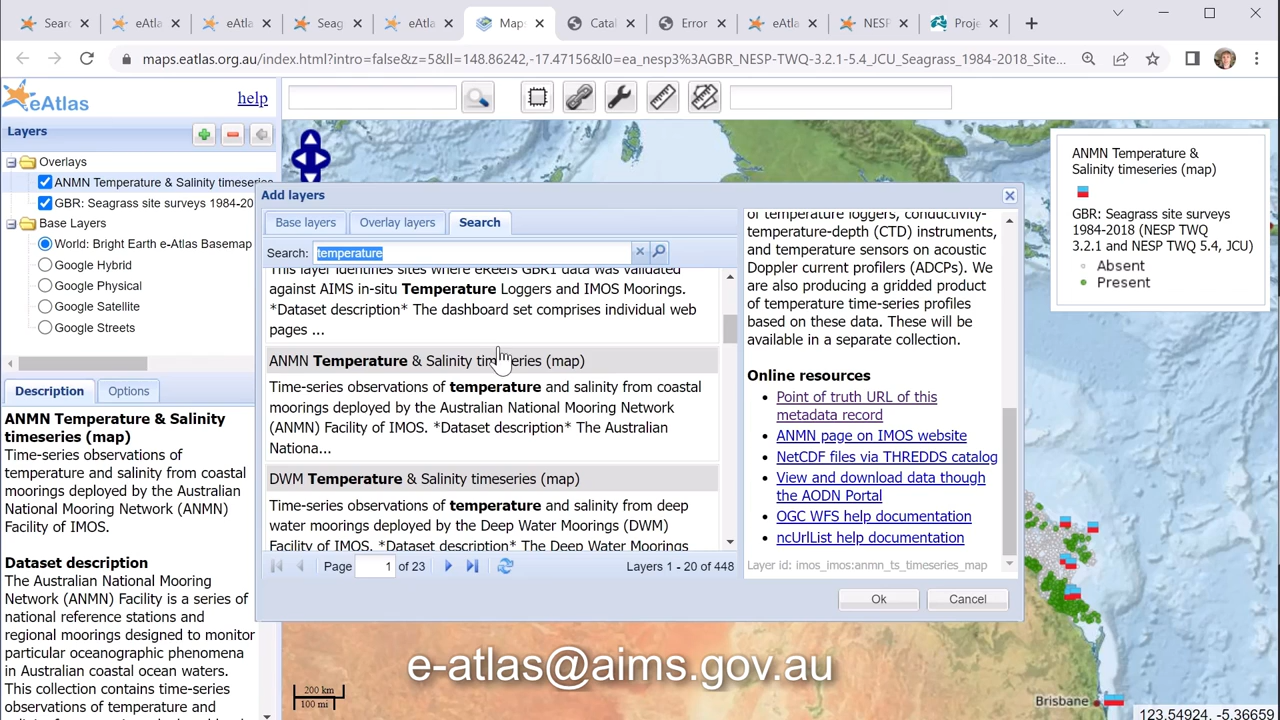 Sear
eAtlas
eAtl
Seag
eAtl
Maps
Catal
Error
eAtla
NESP
Proje
maps.eatlas.org.au/index.html?intro=false&z=5&ll=148.86242,-17.47156&l0=ea_nesp3%3AGBR_NESP-TWQ-3.2.1-5.4_JCU_Seagrass_1984-2018_Site...
eAtlas
help
Layers
Overlays
ANMN Temperature & Salinity timeserie
GBR: Seagrass site surveys 1984-20
Base Layers
World: Bright Earth e-Atlas Basemap
Google Hybrid
Google Physical
Google Satellite
Google Streets
Description
Options
ANMN Temperature & Salinity
timeseries (map)
Time-series observations of
temperature and salinity from coastal
moorings deployed by the Australian
National Mooring Network (ANMN)
Facility of IMOS.
Dataset description
The Australian National Mooring
Network (ANMN) Facility is a series of
national reference stations and
regional moorings designed to monitor
particular oceanographic phenomena
in Australian coastal ocean waters.
This collection contains time-series
observations of temperature and
Add layers
Base layers
Overlay layers
Search
Search:
temperature
This layer identifies sites where eReefs GBR1 data was validated
against AIMS in-situ Temperature Loggers and IMOS Moorings.
*Dataset description* The dashboard set comprises individual web
pages ...
ANMN Temperature & Salinity timeseries (map)
Time-series observations of temperature and salinity from coastal
moorings deployed by the Australian National Mooring Network
(ANMN) Facility of IMOS. *Dataset description* The Australian
Nationa...
DWM Temperature & Salinity timeseries (map)
Time-series observations of temperature and salinity from deep
water moorings deployed by the Deep Water Moorings (DWM)
Facility of IMOS. *Dataset description* The Deep Water Moorings
Page 1 of 23
Layers 1 - 20 of 448
of temperature loggers, conductivity-
temperature-depth (CTD) instruments,
and temperature sensors on acoustic
Doppler current profilers (ADCPs). We
are also producing a gridded product
of temperature time-series profiles
based on these data. These will be
available in a separate collection.
Online resources
Point of truth URL of this
metadata record
ANMN page on IMOS website
NetCDF files via THREDDS catalog
View and download data though
the AODN Portal
OGC WFS help documentation
ncUrlList help documentation
Layer id: imos_imos:anmn_ts_timeseries_map
Ok
Cancel
ANMN Temperature &
Salinity timeseries (map)
GBR: Seagrass site surveys
1984-2018 (NESP TWQ
3.2.1 and NESP TWQ 5.4, JCU)
Absent
Present
e-atlas@aims.gov.au
200 km
100 mi
Brisbane
123.54924, -5.36659